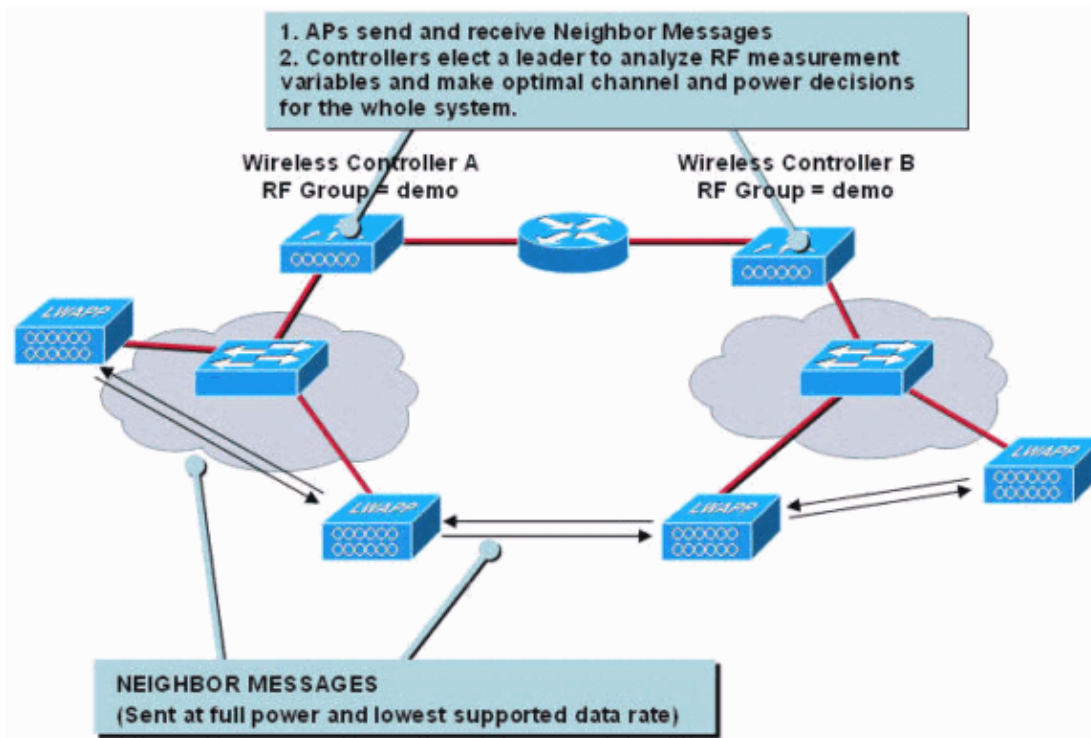 1. APs send and receive Neighbor Messages
2. Controllers elect a leader to analyze RF measurement
variables and make optimal channel and power decisions
for the whole system.
Wireless Controller A
RF Group = demo
Wireless Controller B
RF Group = demo
LWAPP
LWAPP
LWAPP
LWAPP
NEIGHBOR MESSAGES
(Sent at full power and lowest supported data rate)